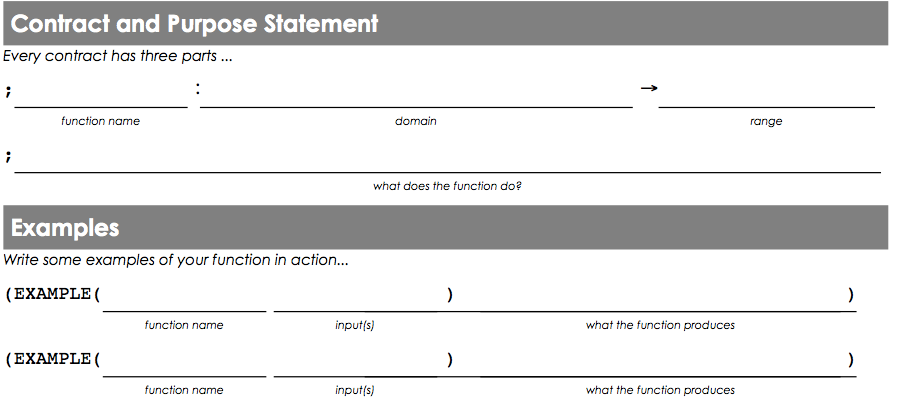 Contract and Purpose Statement
Every contract has three parts ...
; : →
function name domain range
;
what does the function do?
Examples
Write some examples of your function in action...
(EXAMPLE( ) )
function name input(s) what the function produces
(EXAMPLE( ) )
function name input(s) what the function produces